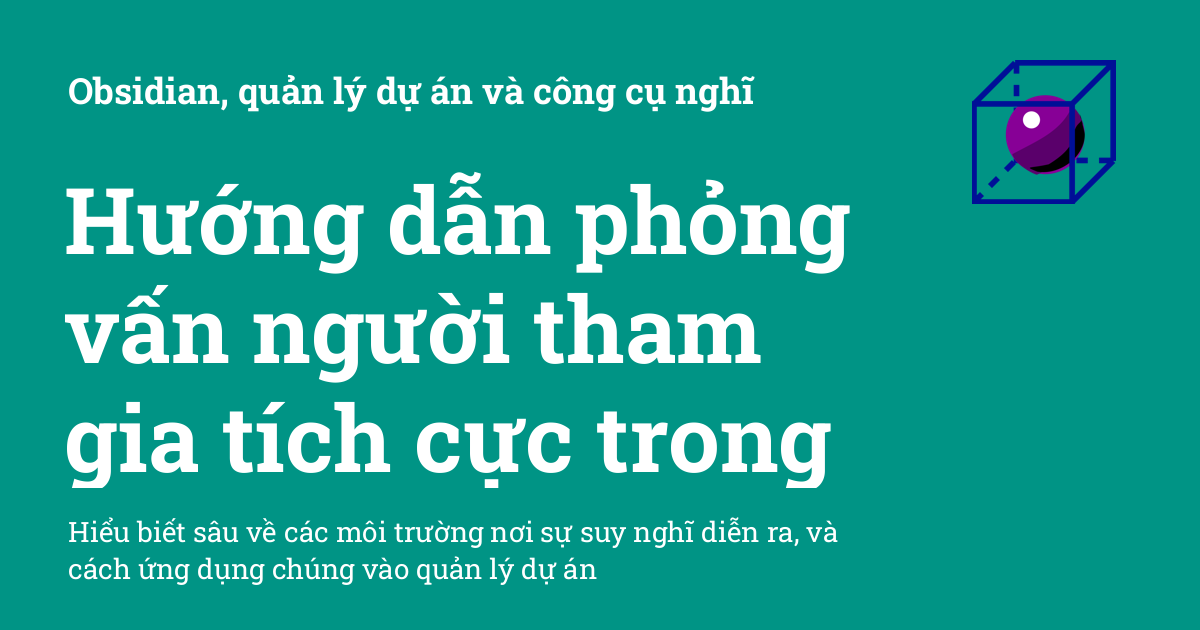 Obsidian, quản lý dự án và công cụ nghĩ
Hướng dẫn phỏng
vấn người tham
gia tích cực trong
Hiểu biết sâu về các môi trường nơi sự suy nghĩ diễn ra, và
cách ứng dụng chúng vào quản lý dự án